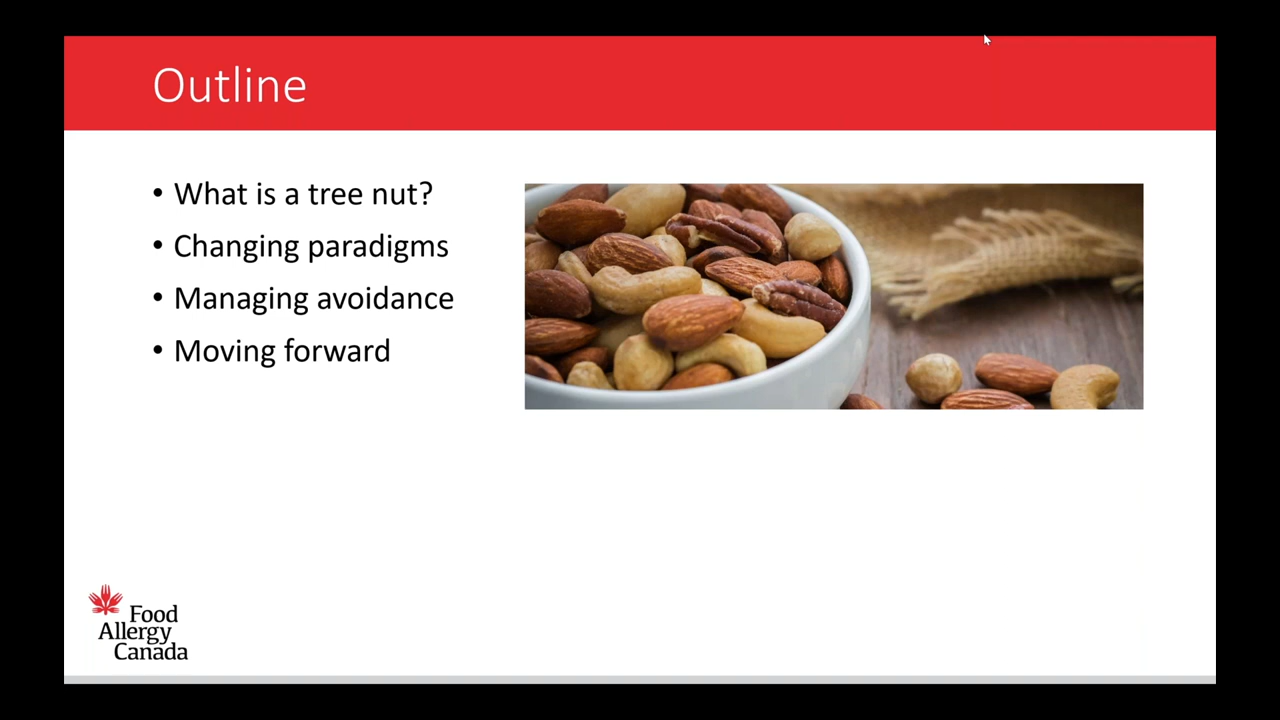 Outline
• What is a tree nut?
• Changing paradigms
• Managing avoidance
• Moving forward
Food
Allergy
Canada